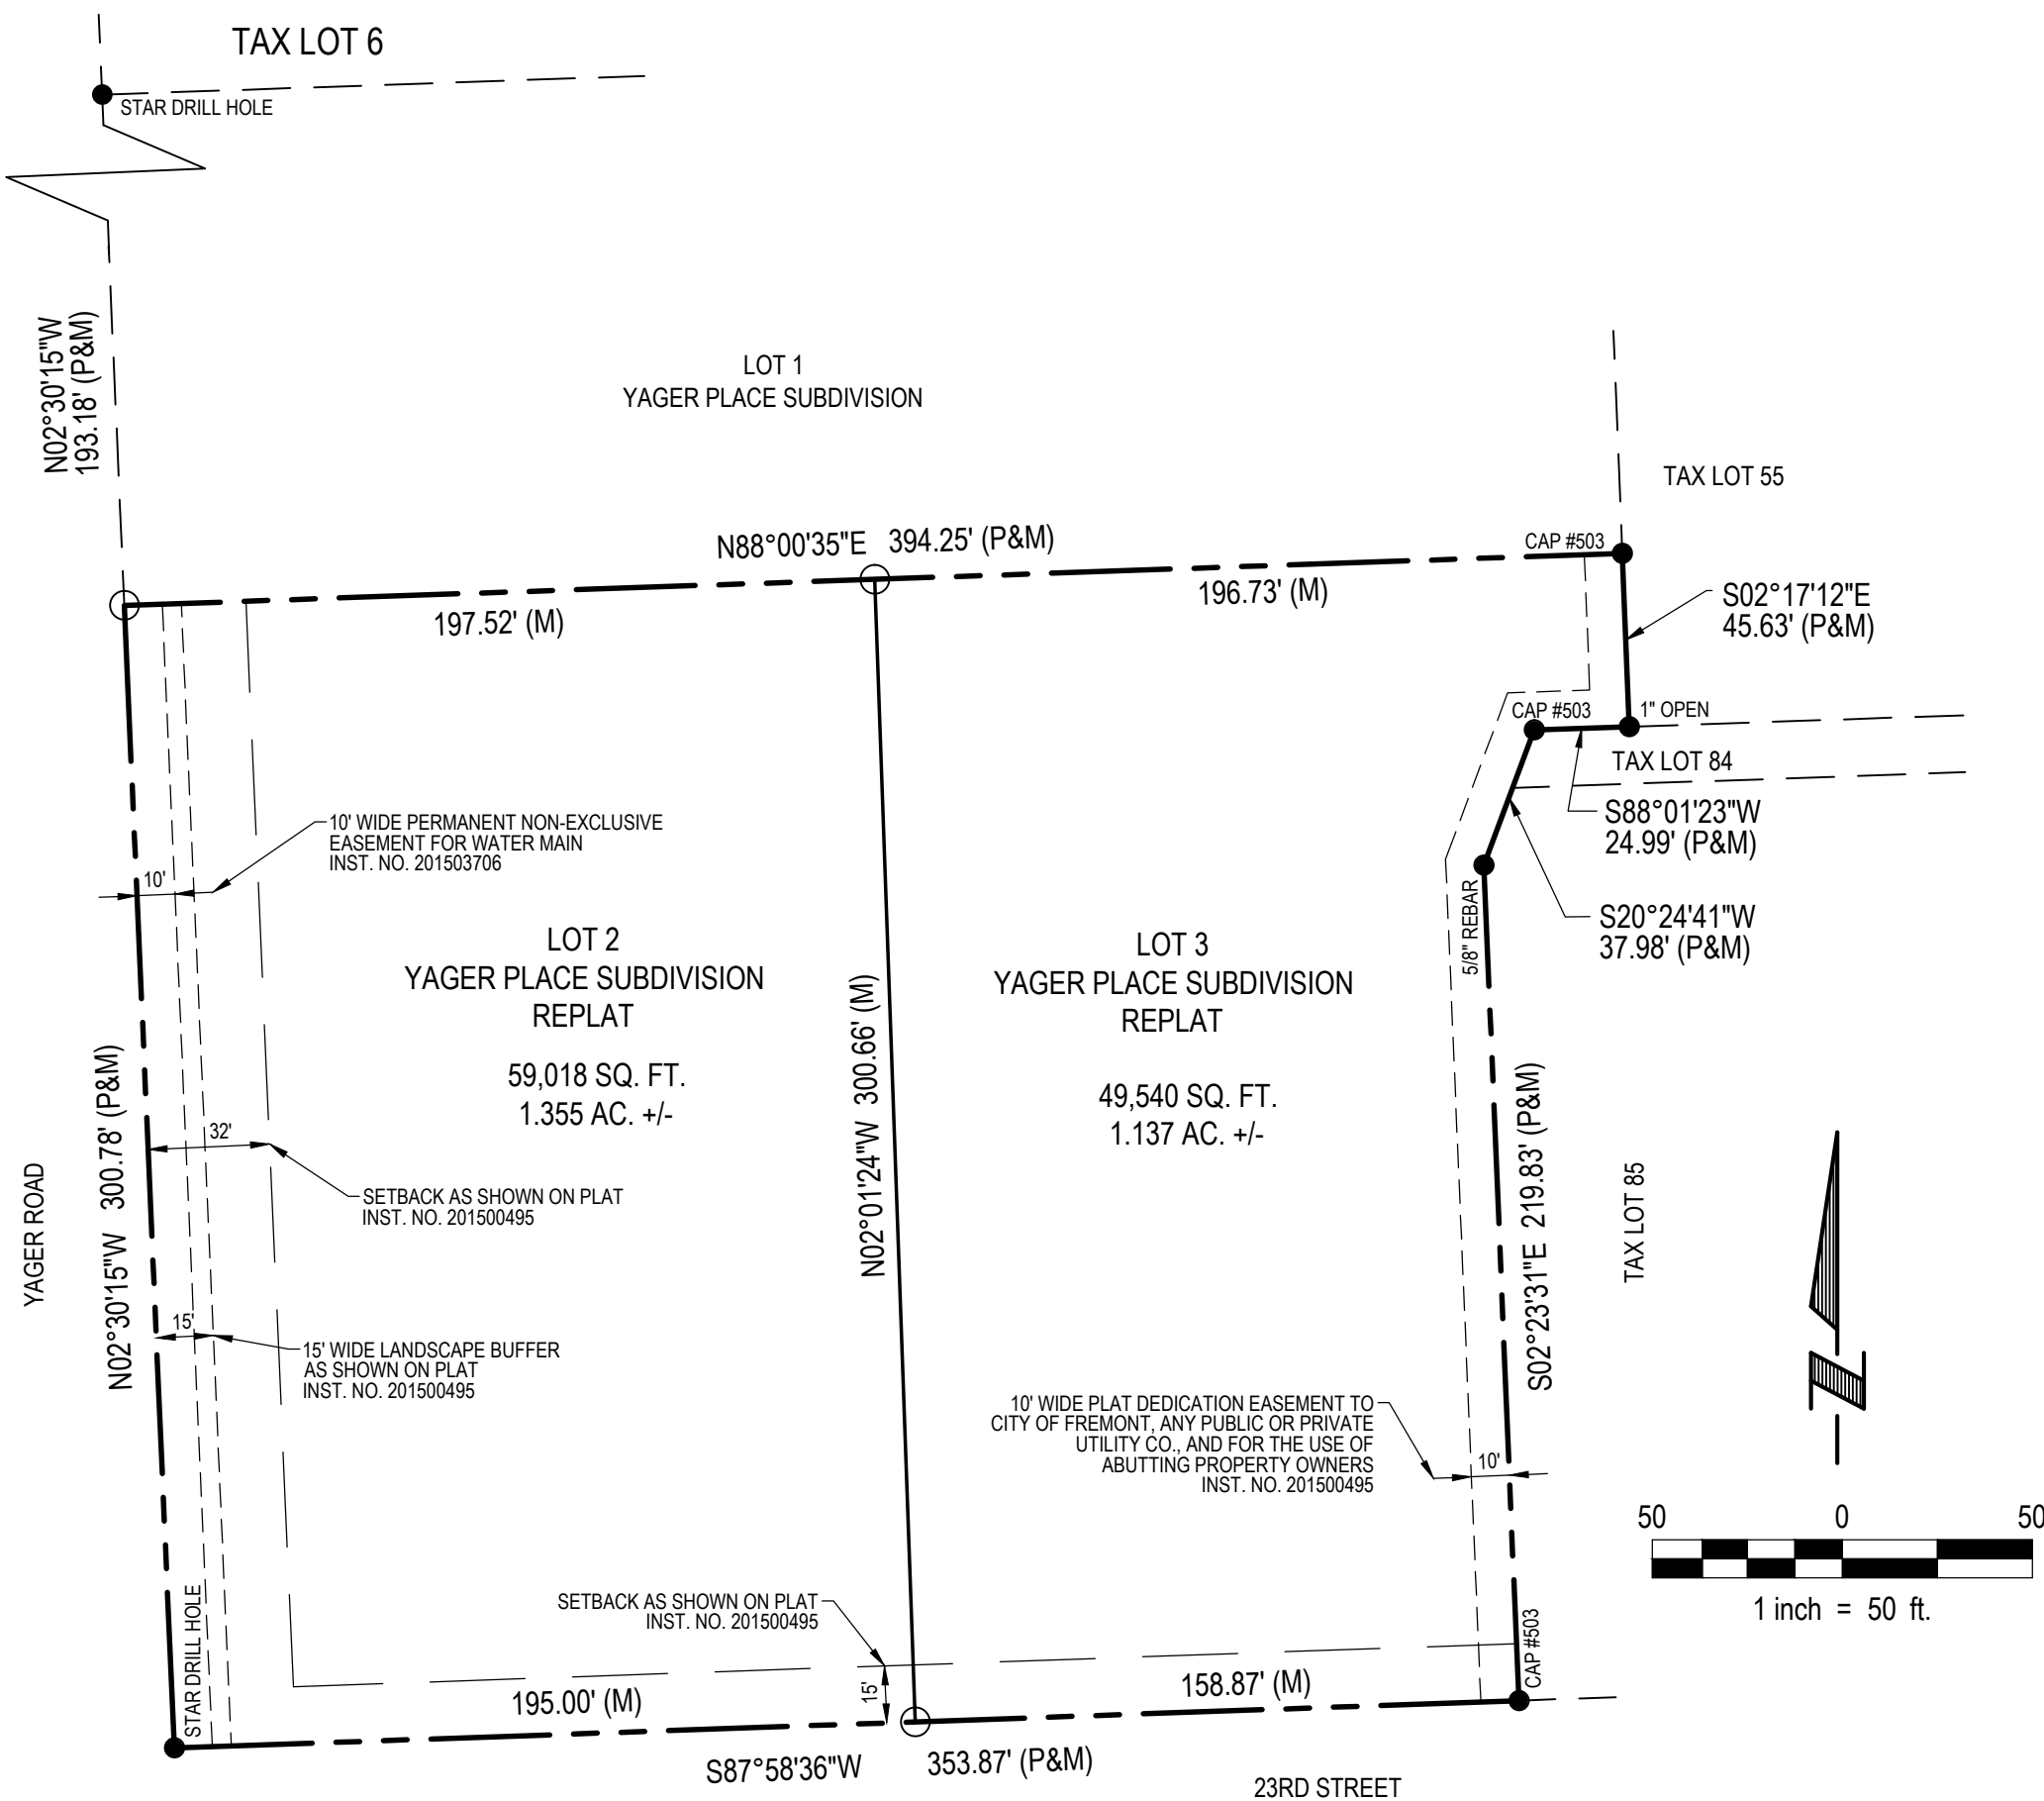 TAX LOT 6
STAR DRILL HOLE
N02°30'15"W
193.18' (P&M)
LOT 1
YAGER PLACE SUBDIVISION
TAX LOT 55
N88°00'35"E 394.25' (P&M)
CAP #503
197.52' (M)
196.73' (M)
S02°17'12"E
45.63' (P&M)
CAP #503
1" OPEN
TAX LOT 84
S88°01'23"W
24.99' (P&M)
S20°24'41"W
37.98' (P&M)
5/8" REBAR
10' WIDE PERMANENT NON-EXCLUSIVE
EASEMENT FOR WATER MAIN
INST. NO. 201503706
10'
LOT 2
YAGER PLACE SUBDIVISION
REPLAT
59,018 SQ. FT.
1.355 AC. +/-
N02°01'24"W 300.66' (M)
LOT 3
YAGER PLACE SUBDIVISION
REPLAT
49,540 SQ. FT.
1.137 AC. +/-
YAGER ROAD
N02°30'15"W 300.78' (P&M)
32'
SETBACK AS SHOWN ON PLAT
INST. NO. 201500495
15'
15' WIDE LANDSCAPE BUFFER
AS SHOWN ON PLAT
INST. NO. 201500495
S02°23'31"E 219.83' (P&M)
TAX LOT 85
10' WIDE PLAT DEDICATION EASEMENT TO
CITY OF FREMONT, ANY PUBLIC OR PRIVATE
UTILITY CO., AND FOR THE USE OF
ABUTTING PROPERTY OWNERS
INST. NO. 201500495
10'
50 0 50
1 inch = 50 ft.
STAR DRILL HOLE
SETBACK AS SHOWN ON PLAT
INST. NO. 201500495
15'
CAP #503
195.00' (M)
158.87' (M)
S87°58'36"W 353.87' (P&M)
23RD STREET